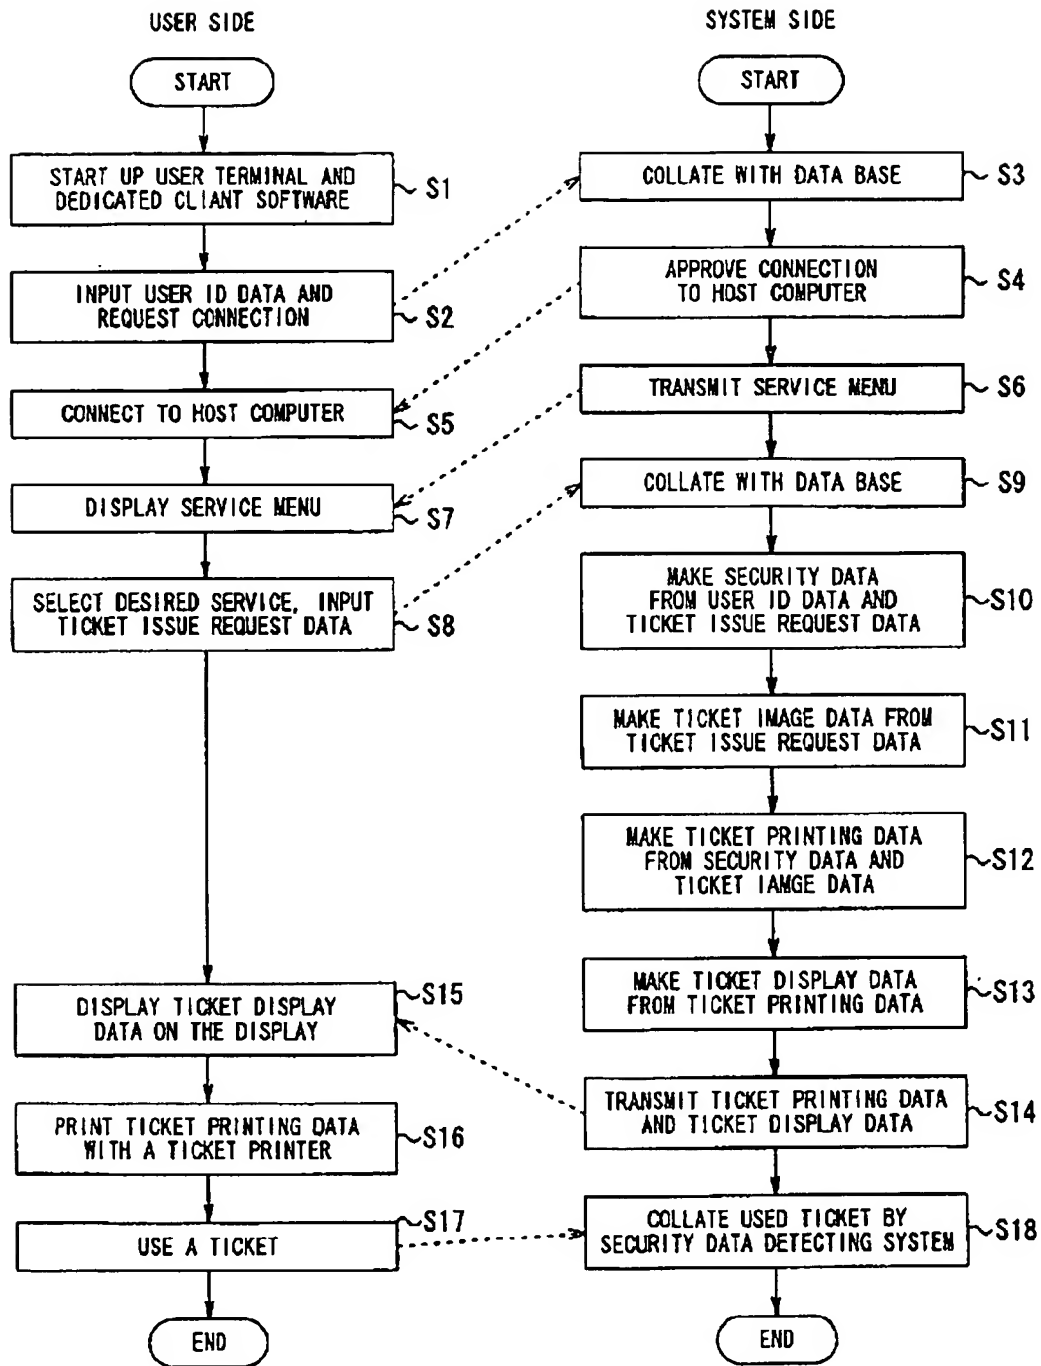 USER SIDE
START
START UP USER TERMINAL AND
DEDICATED CLIENT SOFTWARE
S1
INPUT USER ID DATA AND
REQUEST CONNECTION
S2
CONNECT TO HOST COMPUTER
S5
DISPLAY SERVICE MENU
S7
SELECT DESIRED SERVICE, INPUT
TICKET ISSUE REQUEST DATA
S8
DISPLAY TICKET DISPLAY
DATA ON THE DISPLAY
S15
PRINT TICKET PRINTING DATA
WITH A TICKET PRINTER
S16
USE A TICKET
S17
END
SYSTEM SIDE
START
COLLATE WITH DATA BASE
S3
APPROVE CONNECTION
TO HOST COMPUTER
S4
TRANSMIT SERVICE MENU
S6
COLLATE WITH DATA BASE
S9
MAKE SECURITY DATA
FROM USER ID DATA AND
TICKET ISSUE REQUEST DATA
S10
MAKE TICKET IMAGE DATA FROM
TICKET ISSUE REQUEST DATA
S11
MAKE TICKET PRINTING DATA
FROM SECURITY DATA AND
TICKET IAMGE DATA
S12
MAKE TICKET DISPLAY DATA
FROM TICKET PRINTING DATA
S13
TRANSMIT TICKET PRINTING DATA
AND TICKET DISPLAY DATA
S14
COLLATE USED TICKET BY
SECURITY DATA DETECTING SYSTEM
S18
END